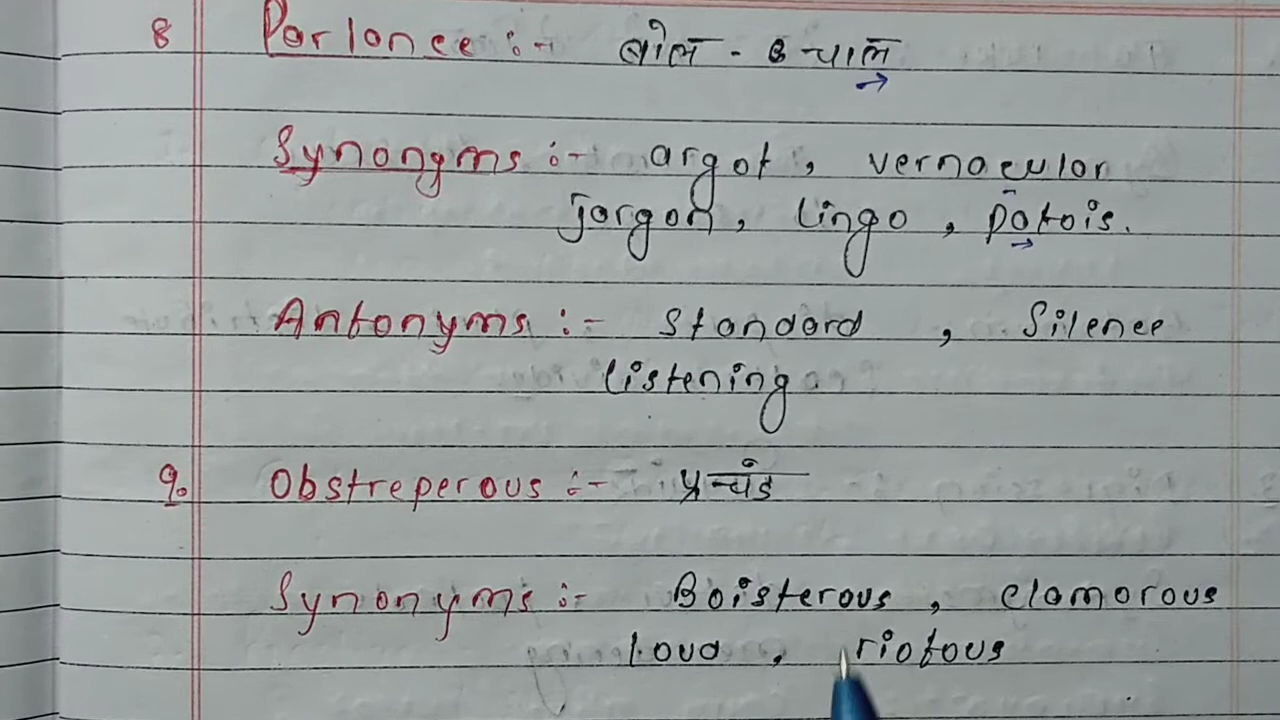 8 Parlance :- बोल - चाल
Synonyms :- argot, vernacular
jargon, lingo, patois.
Antonyms :- Standard, Silence
listening
9. Obstreperous :- प्रचंड
Synonyms :- Boisterous, clamorous
loud, riotous